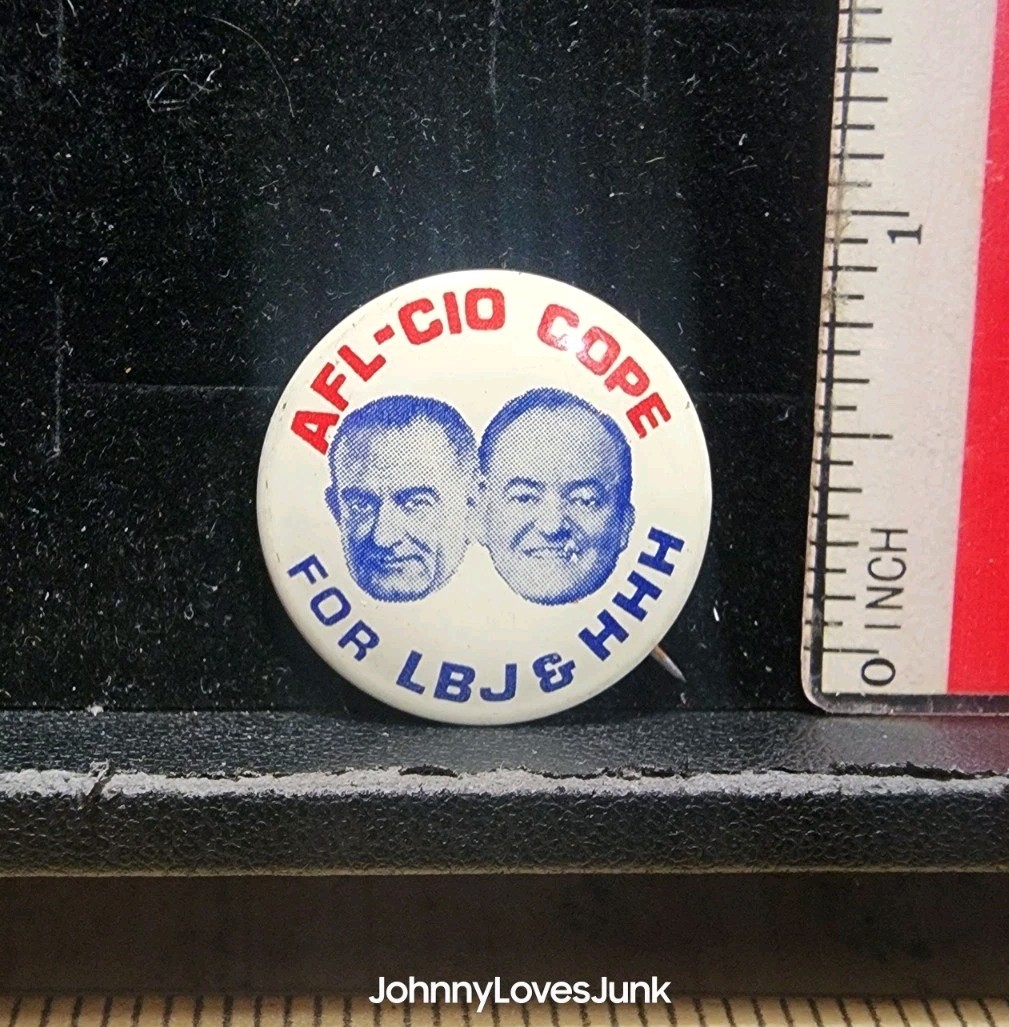 AFL-CIO COPE
FOR LBJ & HHH
1
0 INCH
JohnnyLovesJunk